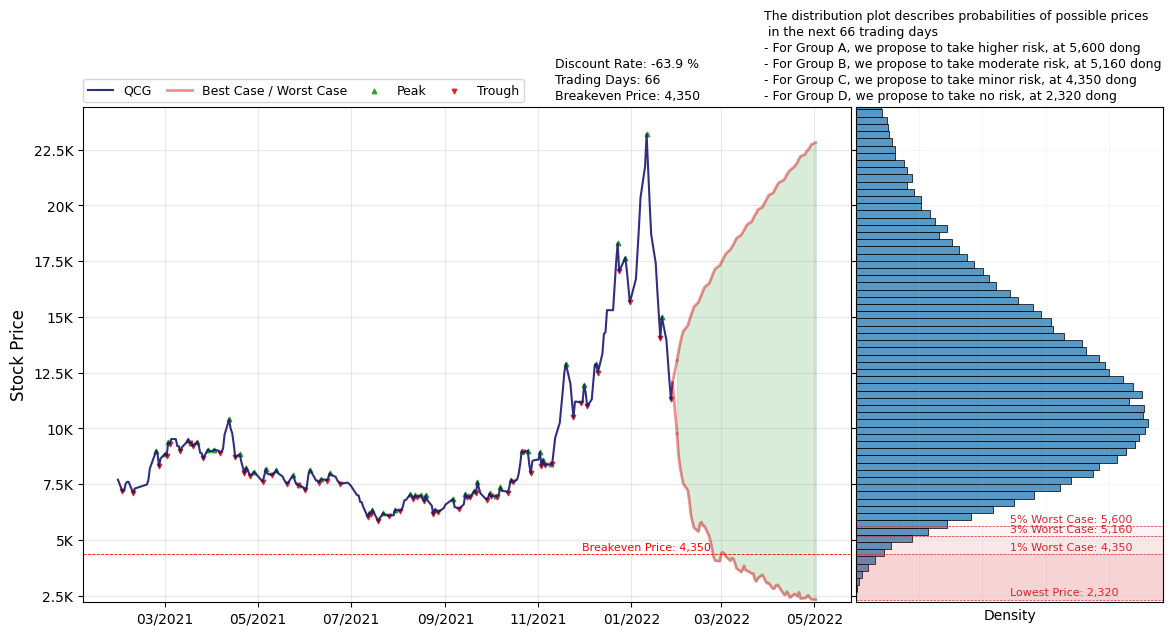 The distribution plot describes probabilities of possible prices
in the next 66 trading days
- For Group A, we propose to take higher risk, at 5,600 dong
- For Group B, we propose to take moderate risk, at 5,160 dong
- For Group C, we propose to take minor risk, at 4,350 dong
- For Group D, we propose to take no risk, at 2,320 dong
Discount Rate: -63.9 %
Trading Days: 66
Breakeven Price: 4,350
QCG
Best Case / Worst Case
Peak
Trough
Stock Price
22.5K
20K
17.5K
15K
12.5K
10K
7.5K
5K
2.5K
Breakeven Price: 4,350
5% Worst Case: 5,600
3% Worst Case: 5,160
1% Worst Case: 4,350
Lowest Price: 2,320
03/2021
05/2021
07/2021
09/2021
11/2021
01/2022
03/2022
05/2022
Density